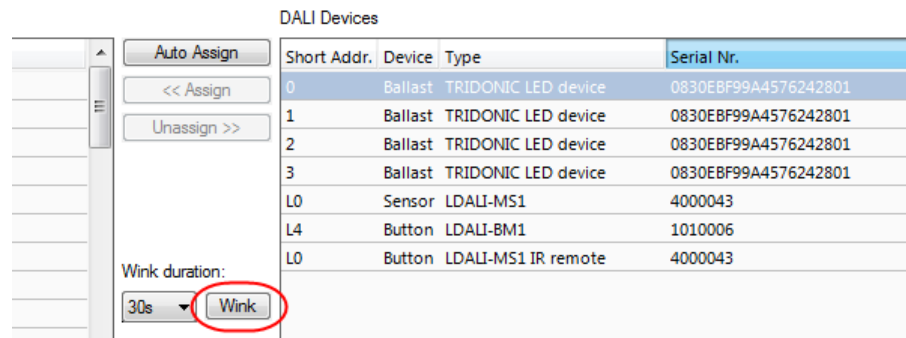 DALI Devices
Auto Assign
<< Assign
Unassign >>
Wink duration:
30s Wink
Short Addr. Device Type Serial Nr.
0 Ballast TRIDONIC LED device 0830EBF99A4576242801
1 Ballast TRIDONIC LED device 0830EBF99A4576242801
2 Ballast TRIDONIC LED device 0830EBF99A4576242801
3 Ballast TRIDONIC LED device 0830EBF99A4576242801
L0 Sensor LDALI-MS1 4000043
L4 Button LDALI-BM1 1010006
L0 Button LDALI-MS1 IR remote 4000043